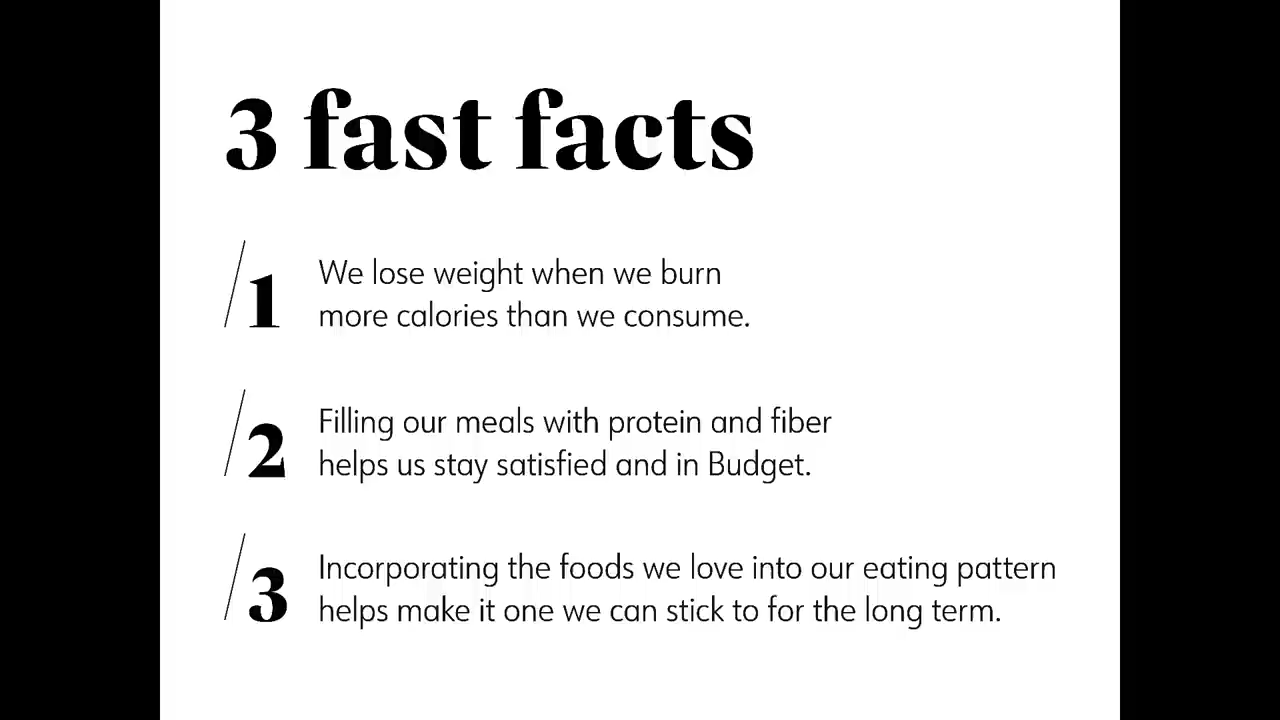 3 fast facts
/1
We lose weight when we burn
more calories than we consume.
/2
Filling our meals with protein and fiber
helps us stay satisfied and in Budget.
/3
Incorporating the foods we love into our eating pattern
helps make it one we can stick to for the long term.